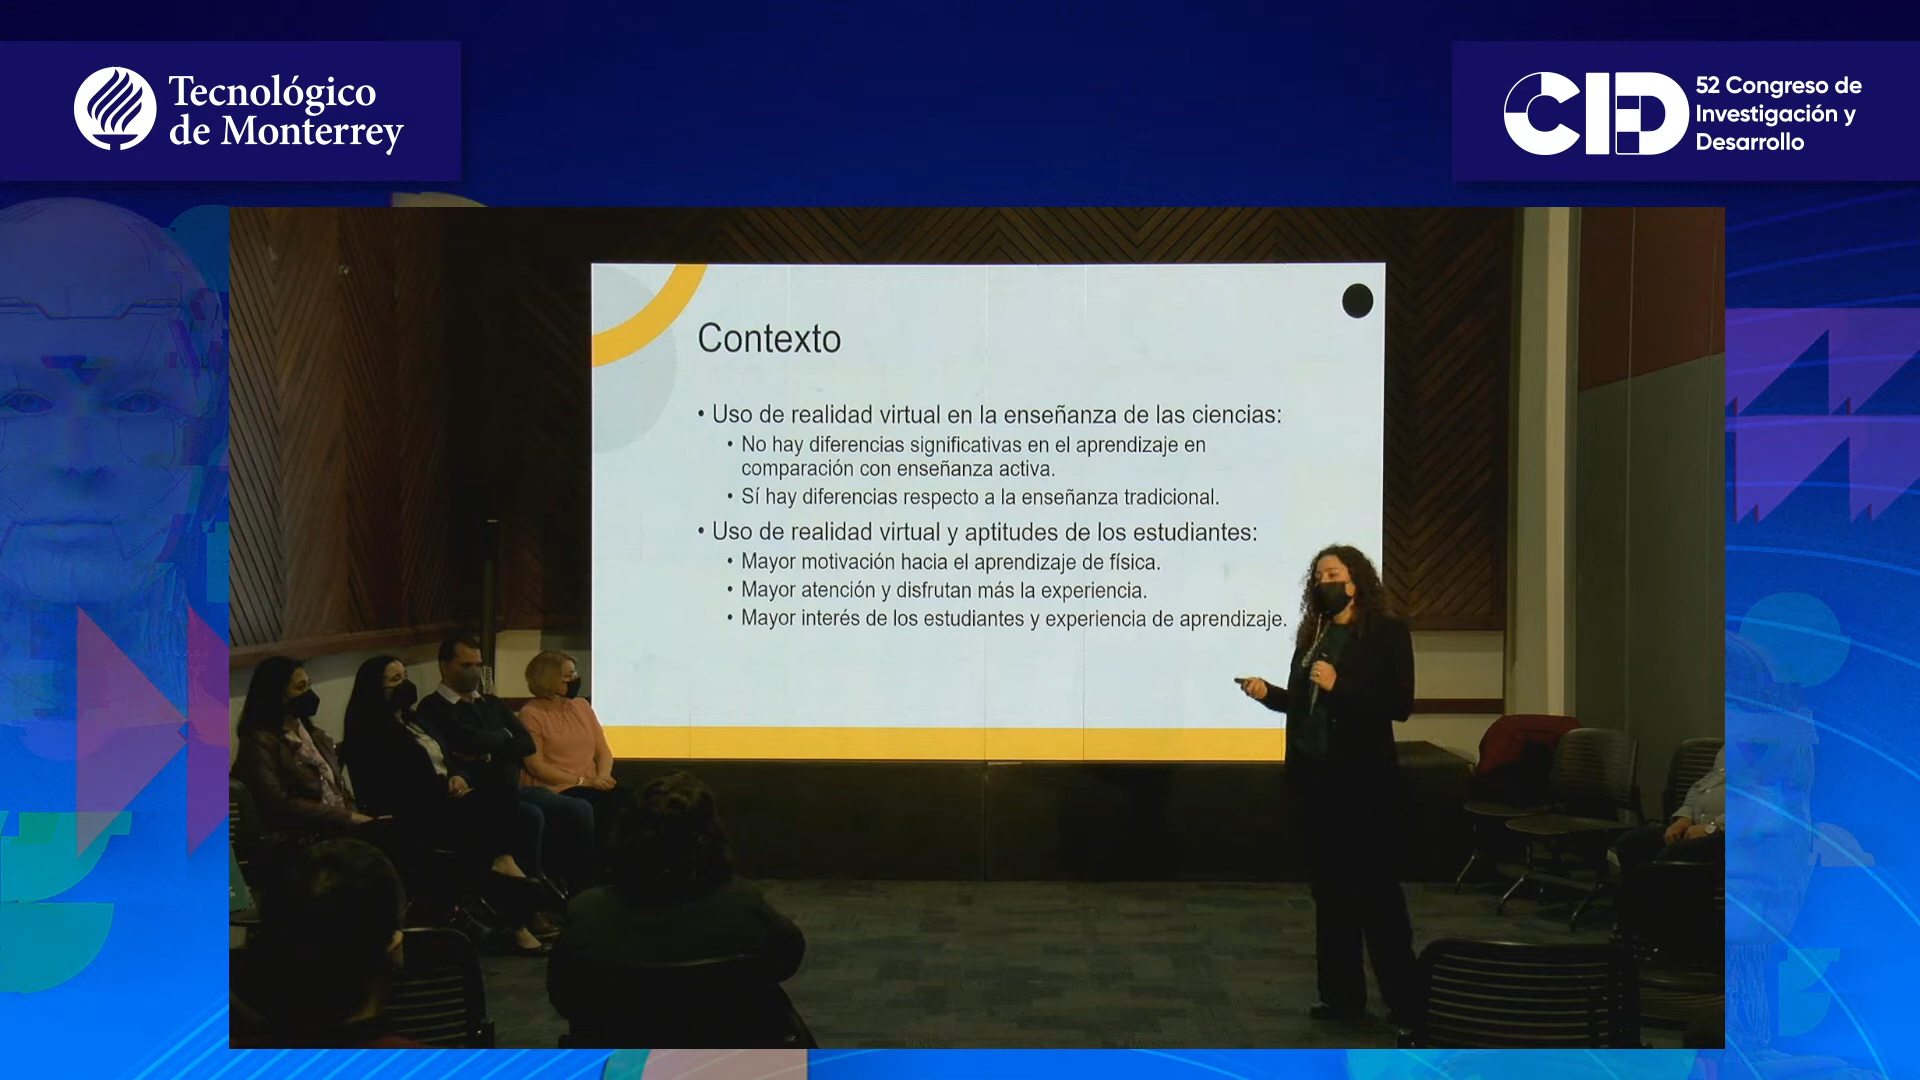 Tecnológico
de Monterrey
CID
52 Congreso de
Investigación y
Desarrollo
Contexto
• Uso de realidad virtual en la enseñanza de las ciencias:
• No hay diferencias significativas en el aprendizaje en
comparación con enseñanza activa.
• Sí hay diferencias respecto a la enseñanza tradicional.
• Uso de realidad virtual y aptitudes de los estudiantes:
• Mayor motivación hacia el aprendizaje de física.
• Mayor atención y disfrutan más la experiencia.
• Mayor interés de los estudiantes y experiencia de aprendizaje.